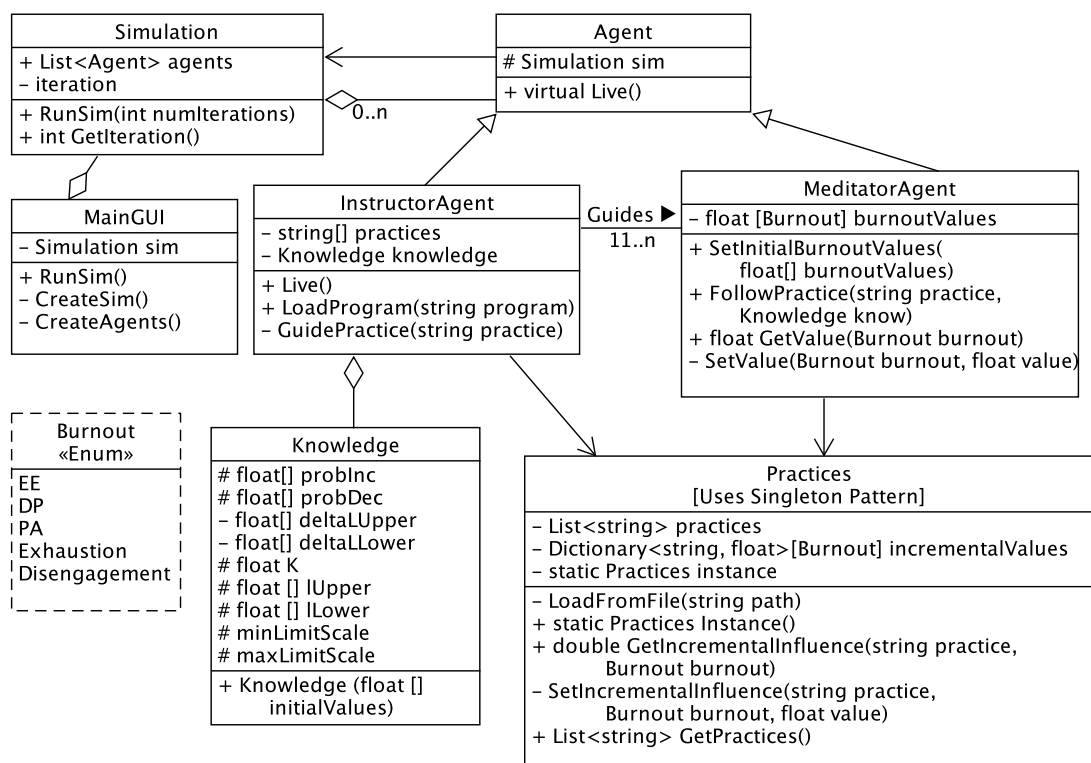 Simulation
+ List<Agent> agents
– iteration
+ RunSim(int numIterations)
+ int GetIteration()
Agent
# Simulation sim
+ virtual Live()
0..n
MainGUI
– Simulation sim
+ RunSim()
– CreateSim()
– CreateAgents()
InstructorAgent
– string[] practices
– Knowledge knowledge
+ Live()
+ LoadProgram(string program)
– GuidePractice(string practice)
Guides ▶
11..n
MeditatorAgent
– float [Burnout] burnoutValues
+ SetInitialBurnoutValues(
float[] burnoutValues)
+ FollowPractice(string practice,
Knowledge know)
+ float GetValue(Burnout burnout)
– SetValue(Burnout burnout, float value)
Burnout
«Enum»
EE
DP
PA
Exhaustion
Disengagement
Knowledge
# float[] probInc
# float[] probDec
– float[] deltaLUpper
– float[] deltaLLower
# float K
# float [] lUpper
# float [] lLower
# minLimitScale
# maxLimitScale
+ Knowledge (float []
initialValues)
Practices
[Uses Singleton Pattern]
– List<string> practices
– Dictionary<string, float>[Burnout] incrementalValues
– static Practices instance
– LoadFromFile(string path)
+ static Practices Instance()
+ double GetIncrementalInfluence(string practice,
Burnout burnout)
– SetIncrementalInfluence(string practice,
Burnout burnout, float value)
+ List<string> GetPractices()